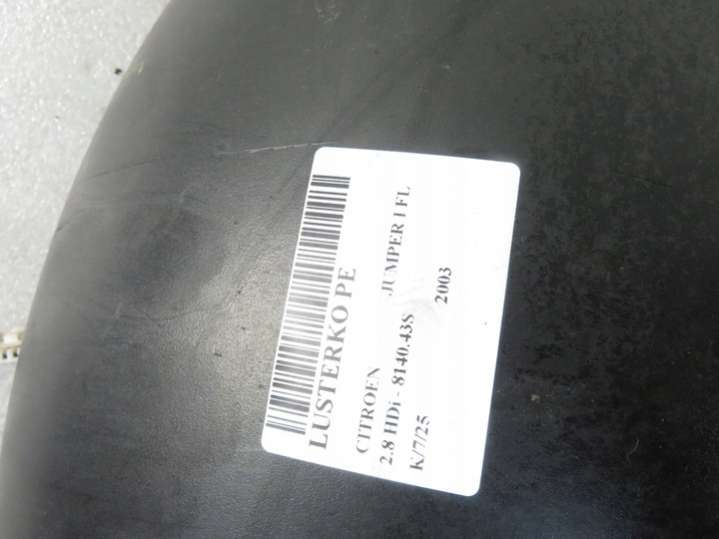 LUSTERKO PE
CITROEN JUMPER I FL
2.8 HDi - 8140.43S 2003
K/7/25